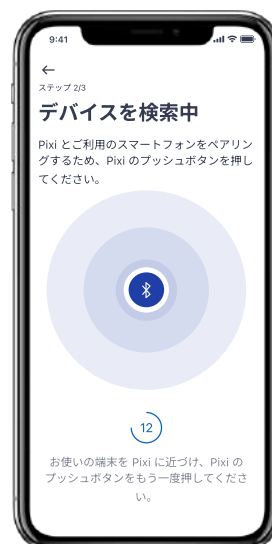 9:41
ステップ 2/3
デバイスを検索中
Pixi とご利用のスマートフォンをペアリン
グするため、Pixi のプッシュボタンを押し
てください。
12
お使いの端末を Pixi に近づけ、Pixi の
プッシュボタンをもう一度押してくださ
い。